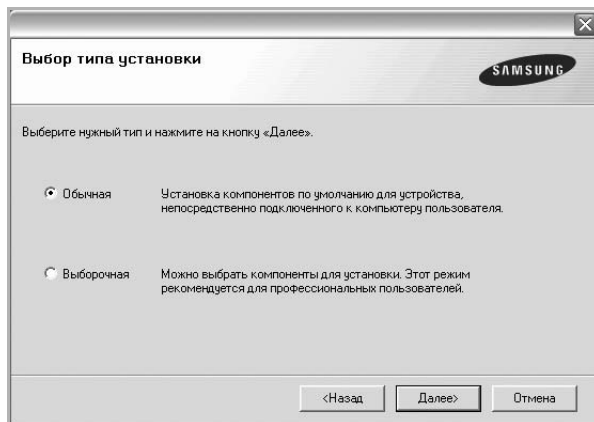 Выбор типа установки
SAMSUNG
Выберите нужный тип и нажмите на кнопку «Далее».
Обычная
Установка компонентов по умолчанию для устройства,
непосредственно подключенного к компьютеру пользователя.
Выборочная
Можно выбрать компоненты для установки. Этот режим
рекомендуется для профессиональных пользователей.
<Назад
Далее>
Отмена